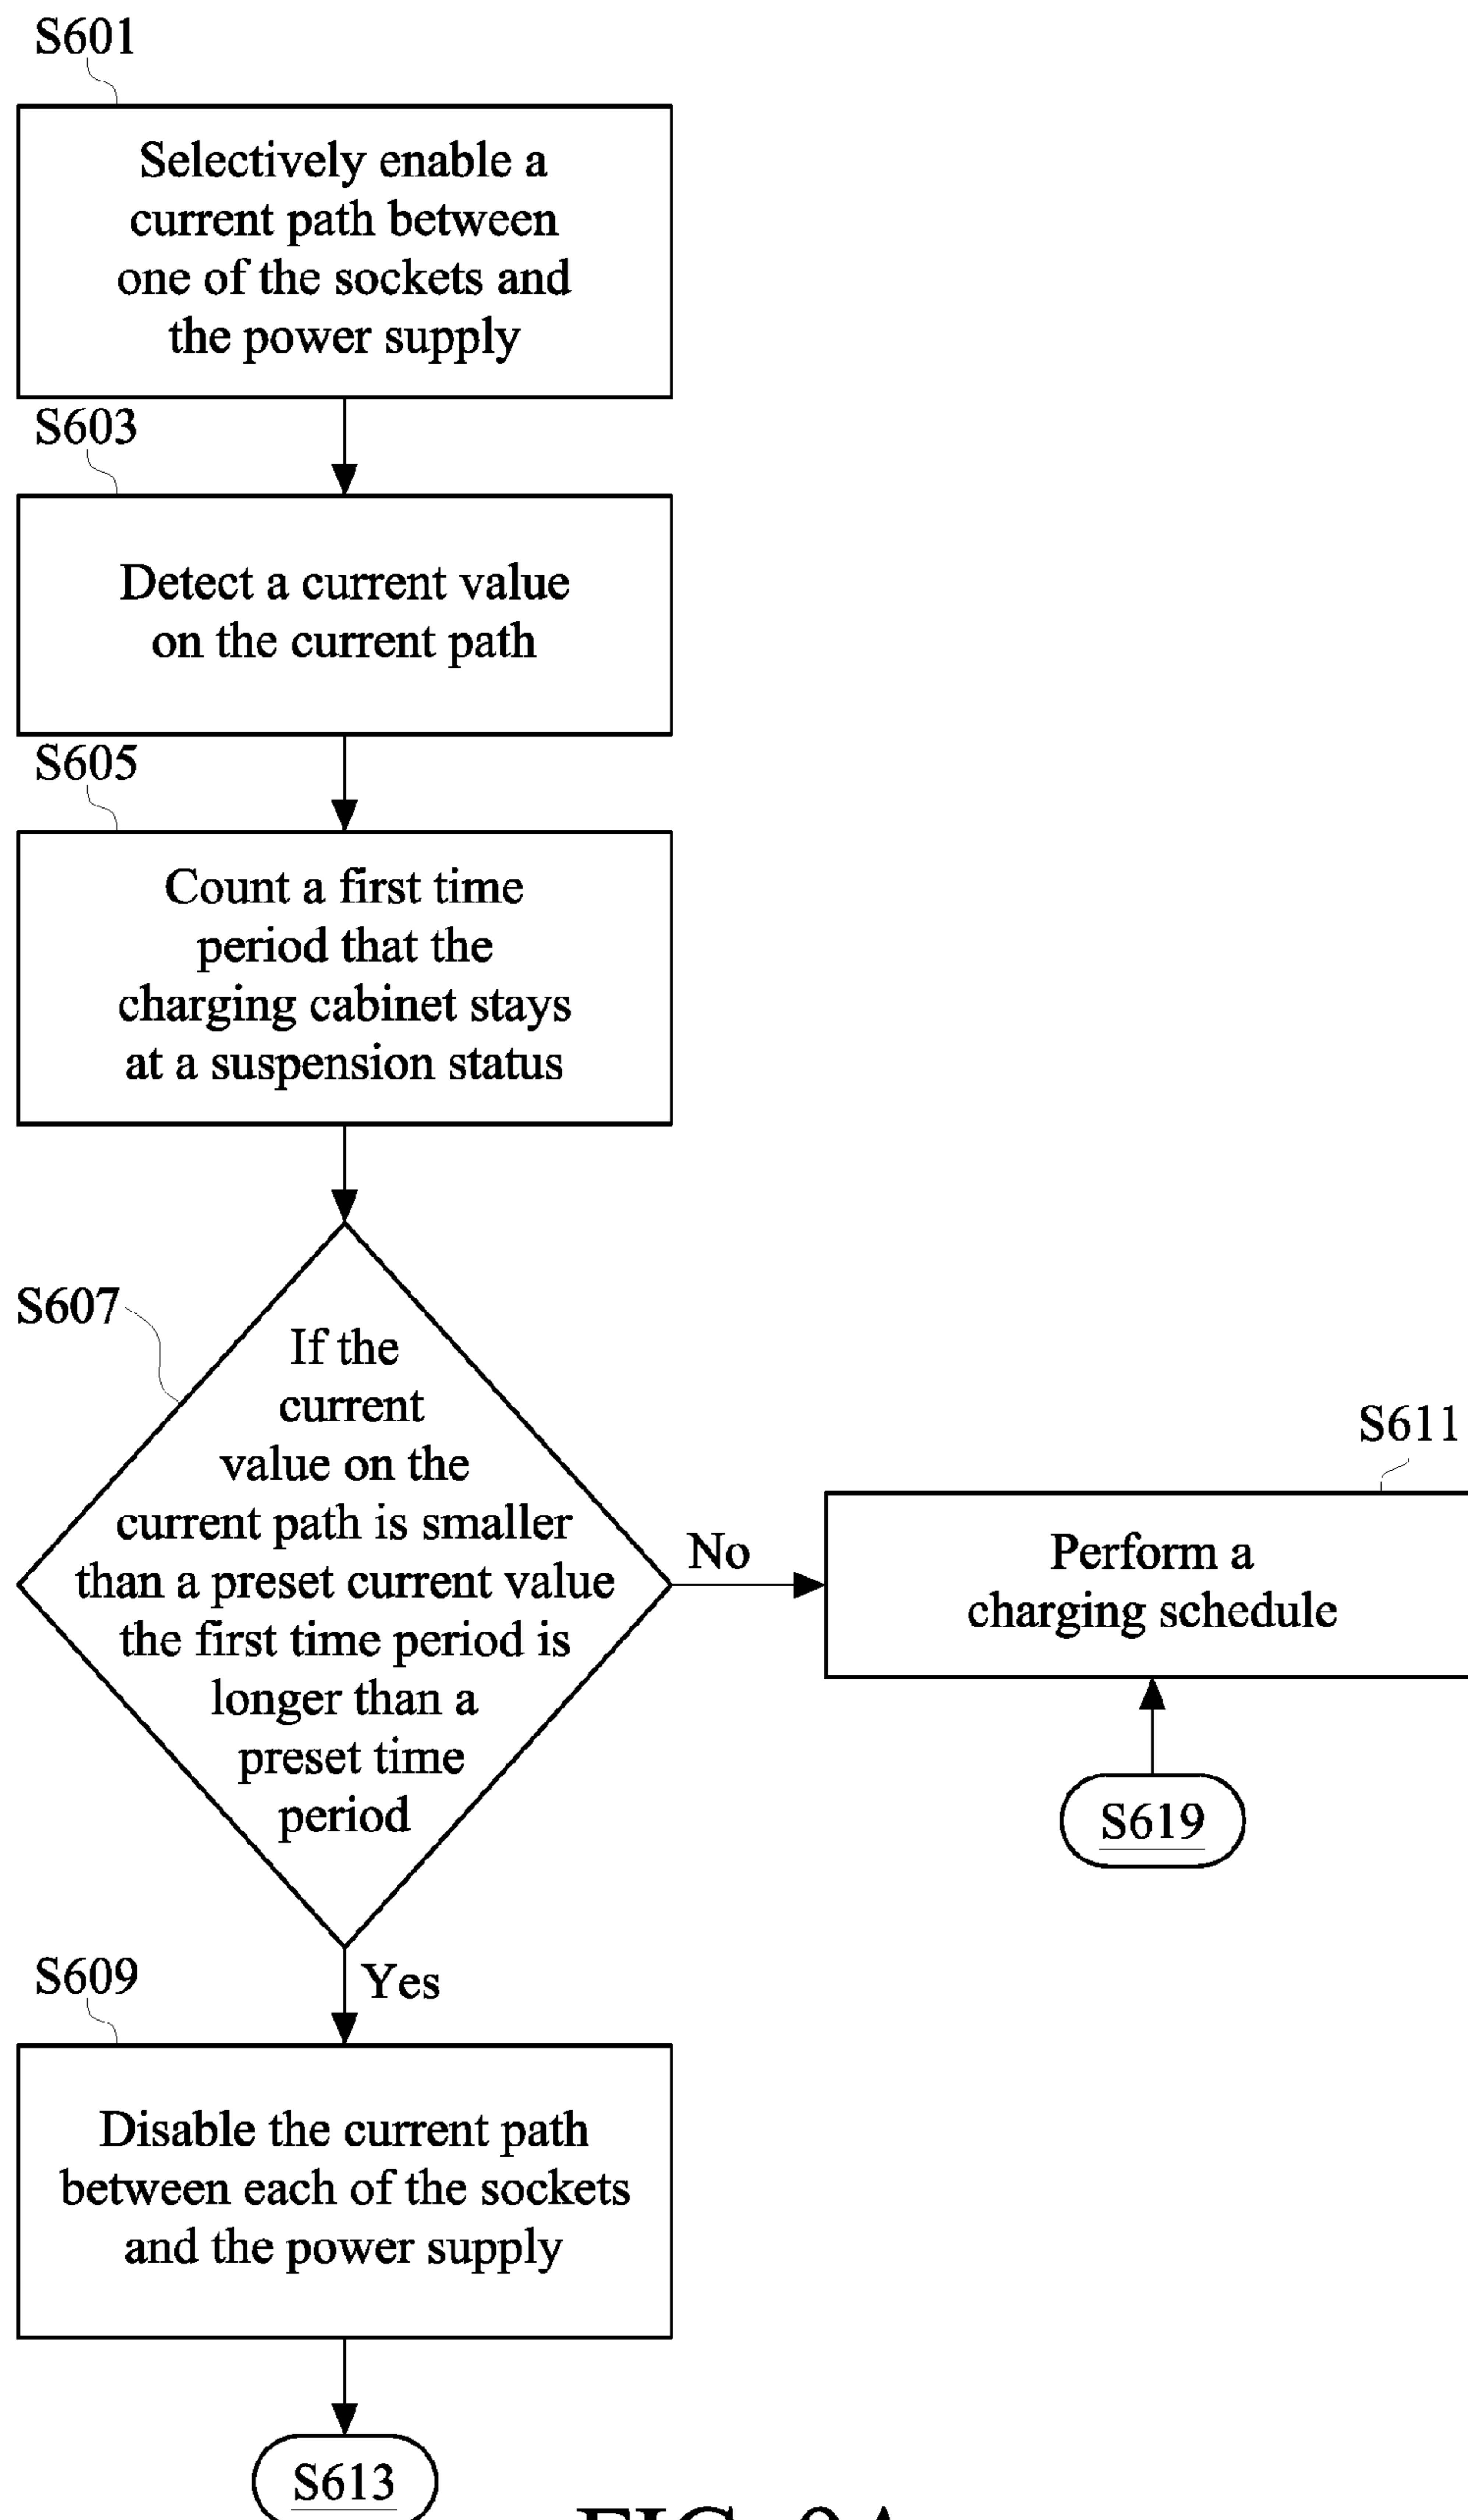 S601
Selectively enable a
current path between
one of the sockets and
the power supply
S603
Detect a current value
on the current path
S605
Count a first time
period that the
charging cabinet stays
at a suspension status
S607
If the
current
value on the
current path is smaller
than a preset current value
the first time period is
longer than a
preset time
period
No
S611
Perform a
charging schedule
S619
Yes
S609
Disable the current path
between each of the sockets
and the power supply
S613